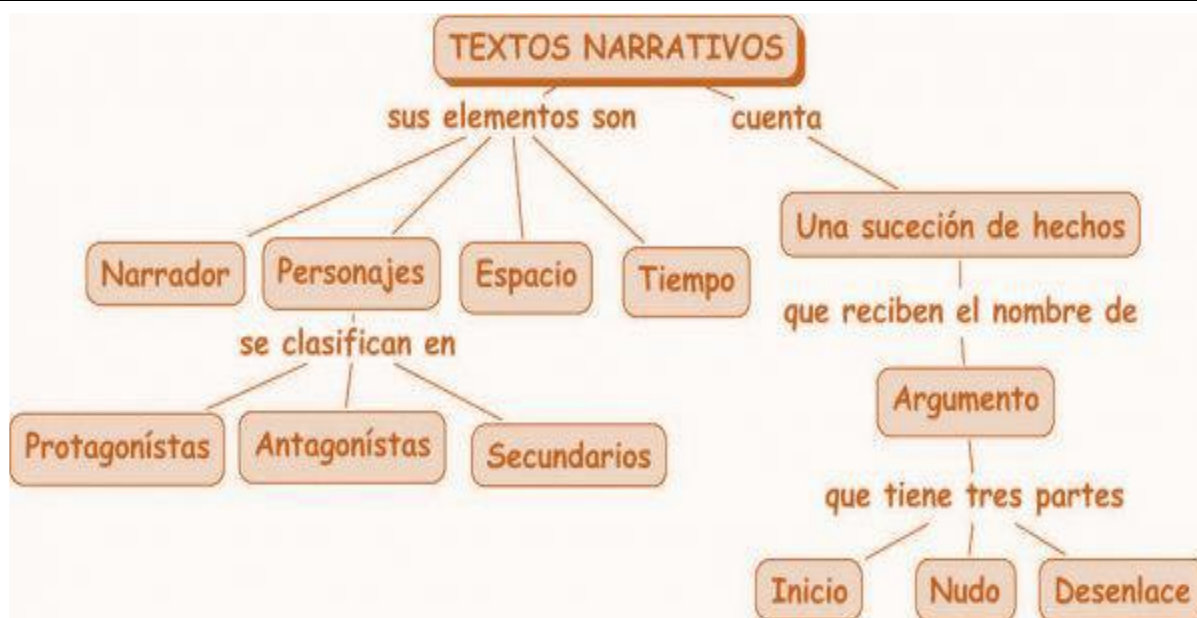 TEXTOS NARRATIVOS
sus elementos son
cuenta
Narrador
Personajes
Espacio
Tiempo
Una suceción de hechos
se clasifican en
que reciben el nombre de
Protagonístas
Antagonístas
Secundarios
Argumento
que tiene tres partes
Inicio
Nudo
Desenlace